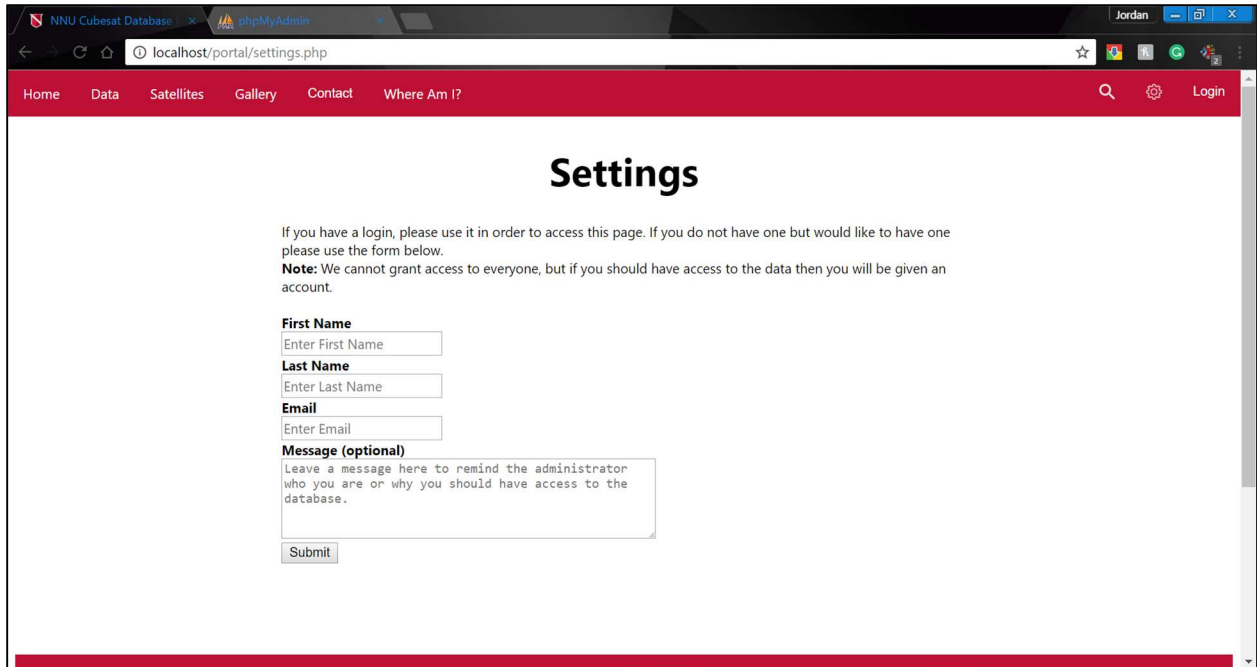 NNU Cubesat Database
phpMyAdmin
Jordan
localhost/portal/settings.php
2
Home Data Satellites Gallery Contact Where Am I? Login
Settings
If you have a login, please use it in order to access this page. If you do not have one but would like to have one
please use the form below.
Note: We cannot grant access to everyone, but if you should have access to the data then you will be given an
account.
First Name
Enter First Name
Last Name
Enter Last Name
Email
Enter Email
Message (optional)
Leave a message here to remind the administrator
who you are or why you should have access to the
database.
Submit